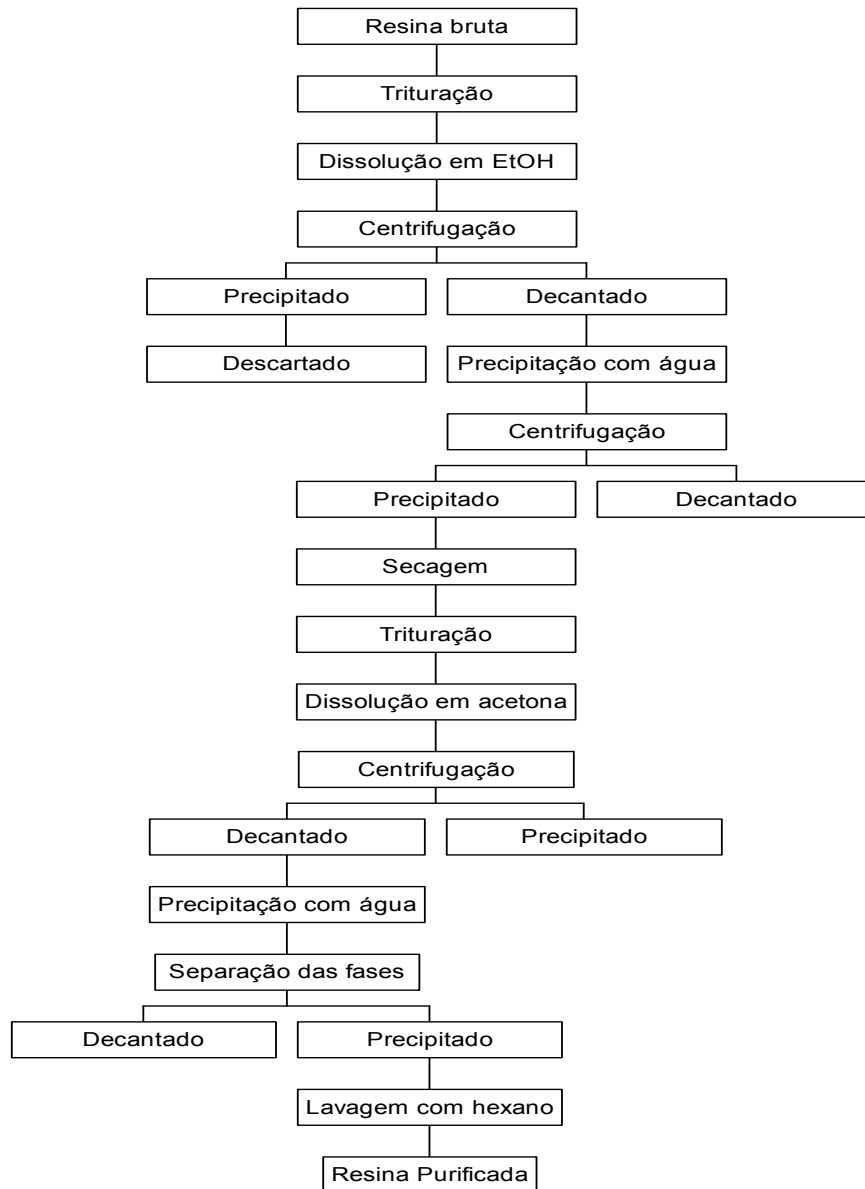 Resina bruta
Trituração
Dissolução em EtOH
Centrifugação
Precipitado
Decantado
Descartado
Precipitação com água
Centrifugação
Precipitado
Decantado
Secagem
Trituração
Dissolução em acetona
Centrifugação
Decantado
Precipitado
Precipitação com água
Separação das fases
Decantado
Precipitado
Lavagem com hexano
Resina Purificada